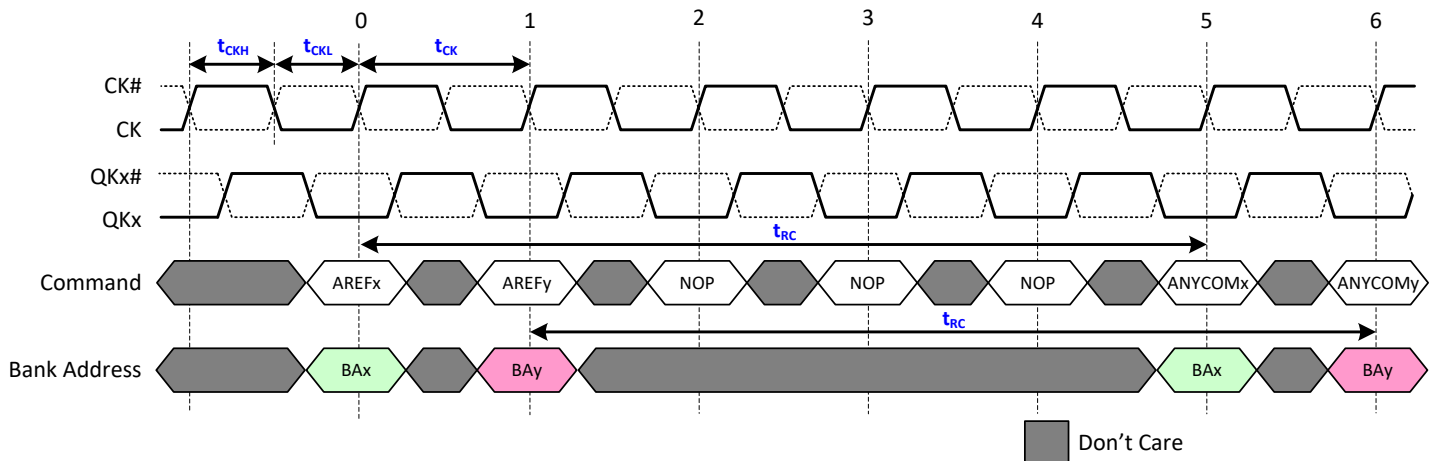 0 1 2 3 4 5 6
tCKH tCKL tCK
CK#
CK
QKx#
QKx
tRC
Command AREFx AREFy NOP NOP NOP ANYCOMx ANYCOMy
tRC
Bank Address BAx BAy BAx BAy
Don't Care